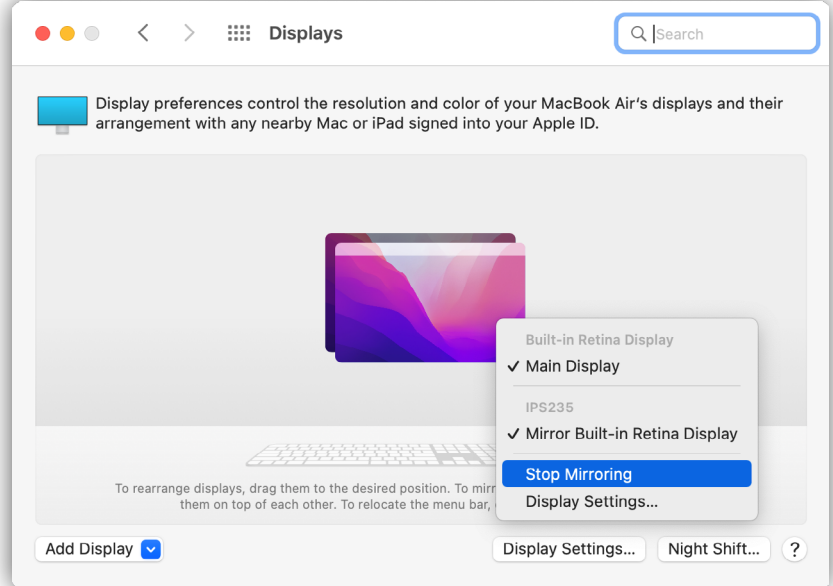 Displays
Search
Display preferences control the resolution and color of your MacBook Air's displays and their
arrangement with any nearby Mac or iPad signed into your Apple ID.
Built-in Retina Display
✓ Main Display
IPS235
✓ Mirror Built-in Retina Display
Stop Mirroring
Display Settings...
To rearrange displays, drag them to the desired position. To
them on top of each other. To relocate the menu bar,
Add Display
Display Settings...
Night Shift...
?